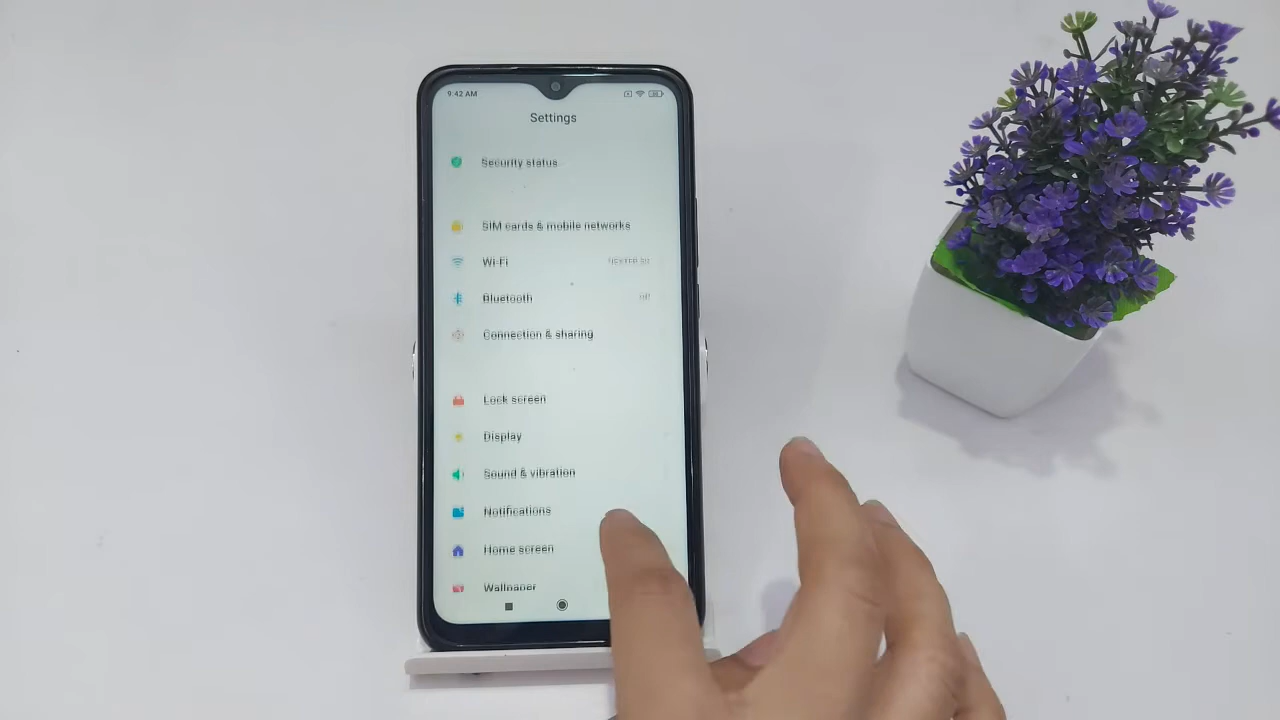 9:42 AM
Settings
Security status
SIM cards & mobile networks
Wi-Fi
Bluetooth
Off
Connection & sharing
Lock screen
Display
Sound & vibration
Notifications
Home screen
Wallpaper